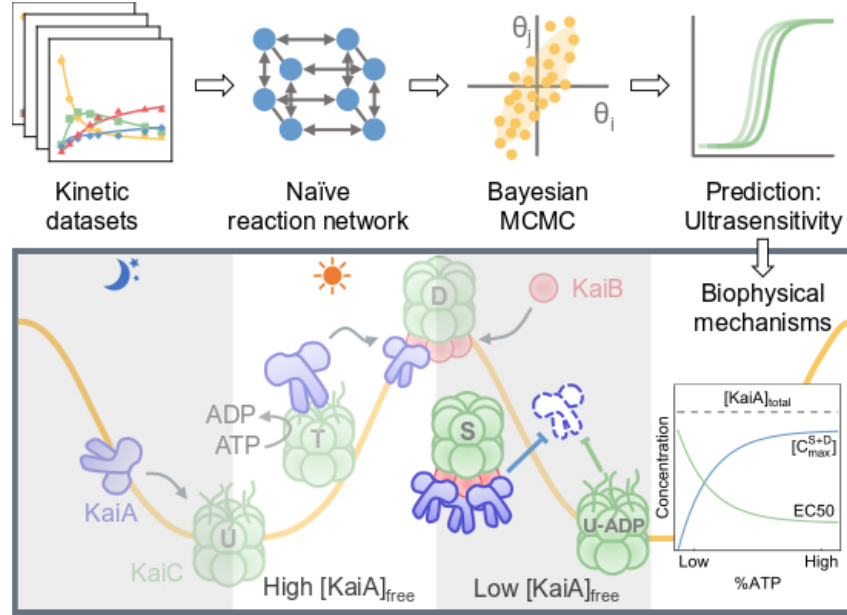 θj
θi
Kinetic
datasets
Naïve
reaction network
Bayesian
MCMC
Prediction:
Ultrasensitivity
Biophysical
mechanisms
D
KaiB
ADP
ATP
T
S
KaiA
U
KaiC
U-ADP
High [KaiA]free
Low [KaiA]free
[KaiA]total
[C^S+D_max]
EC50
Concentration
Low
High
%ATP